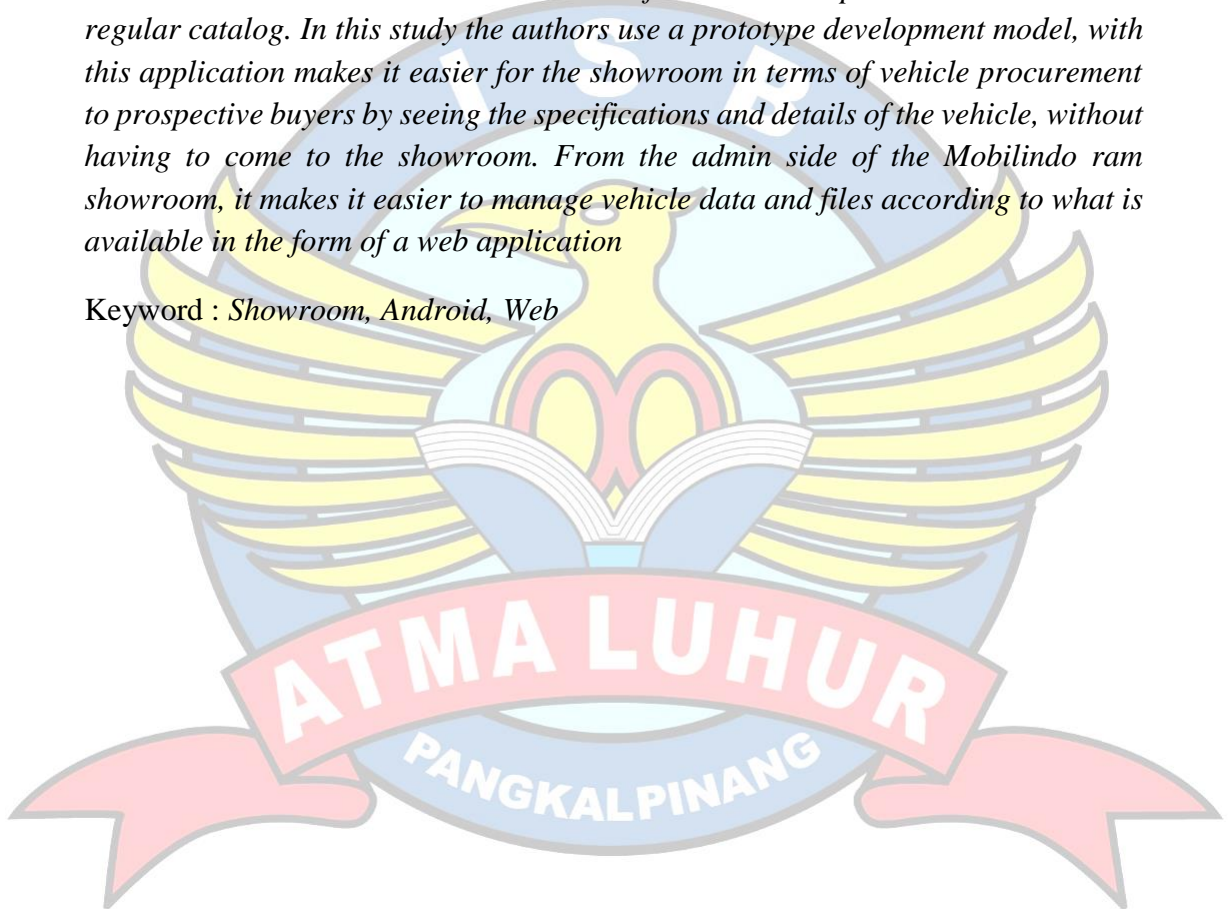 regular catalog. In this study the authors use a prototype development model, with
this application makes it easier for the showroom in terms of vehicle procurement
to prospective buyers by seeing the specifications and details of the vehicle, without
having to come to the showroom. From the admin side of the Mobilindo ram
showroom, it makes it easier to manage vehicle data and files according to what is
available in the form of a web application
Keyword : Showroom, Android, Web
I S B
ATMA LUHUR
PANGKALPINANG